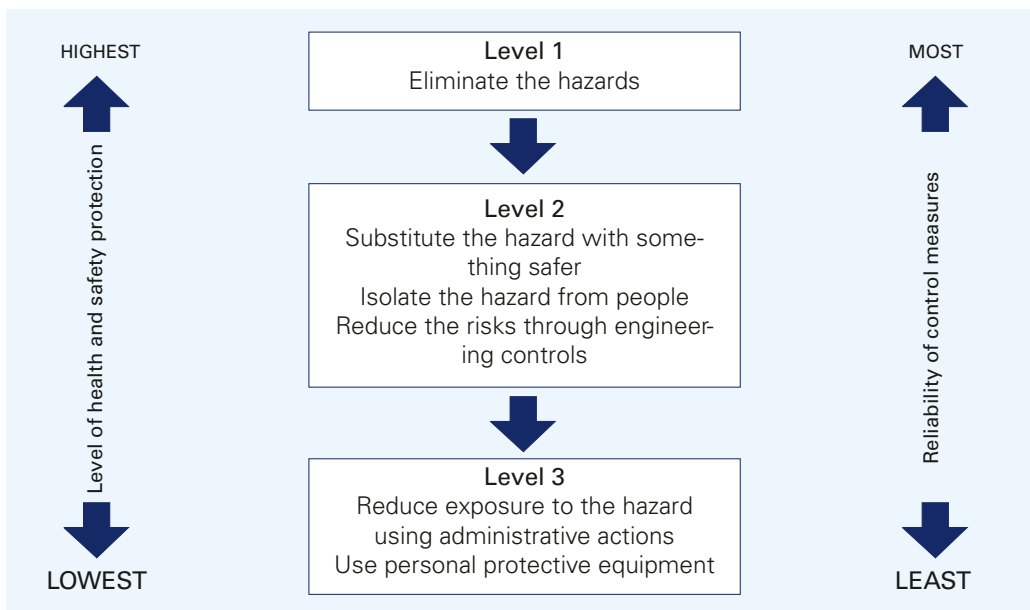 HIGHEST
Level of health and safety protection
LOWEST
Level 1
Eliminate the hazards
Level 2
Substitute the hazard with some-
thing safer
Isolate the hazard from people
Reduce the risks through engineer-
ing controls
Level 3
Reduce exposure to the hazard
using administrative actions
Use personal protective equipment
MOST
Reliability of control measures
LEAST